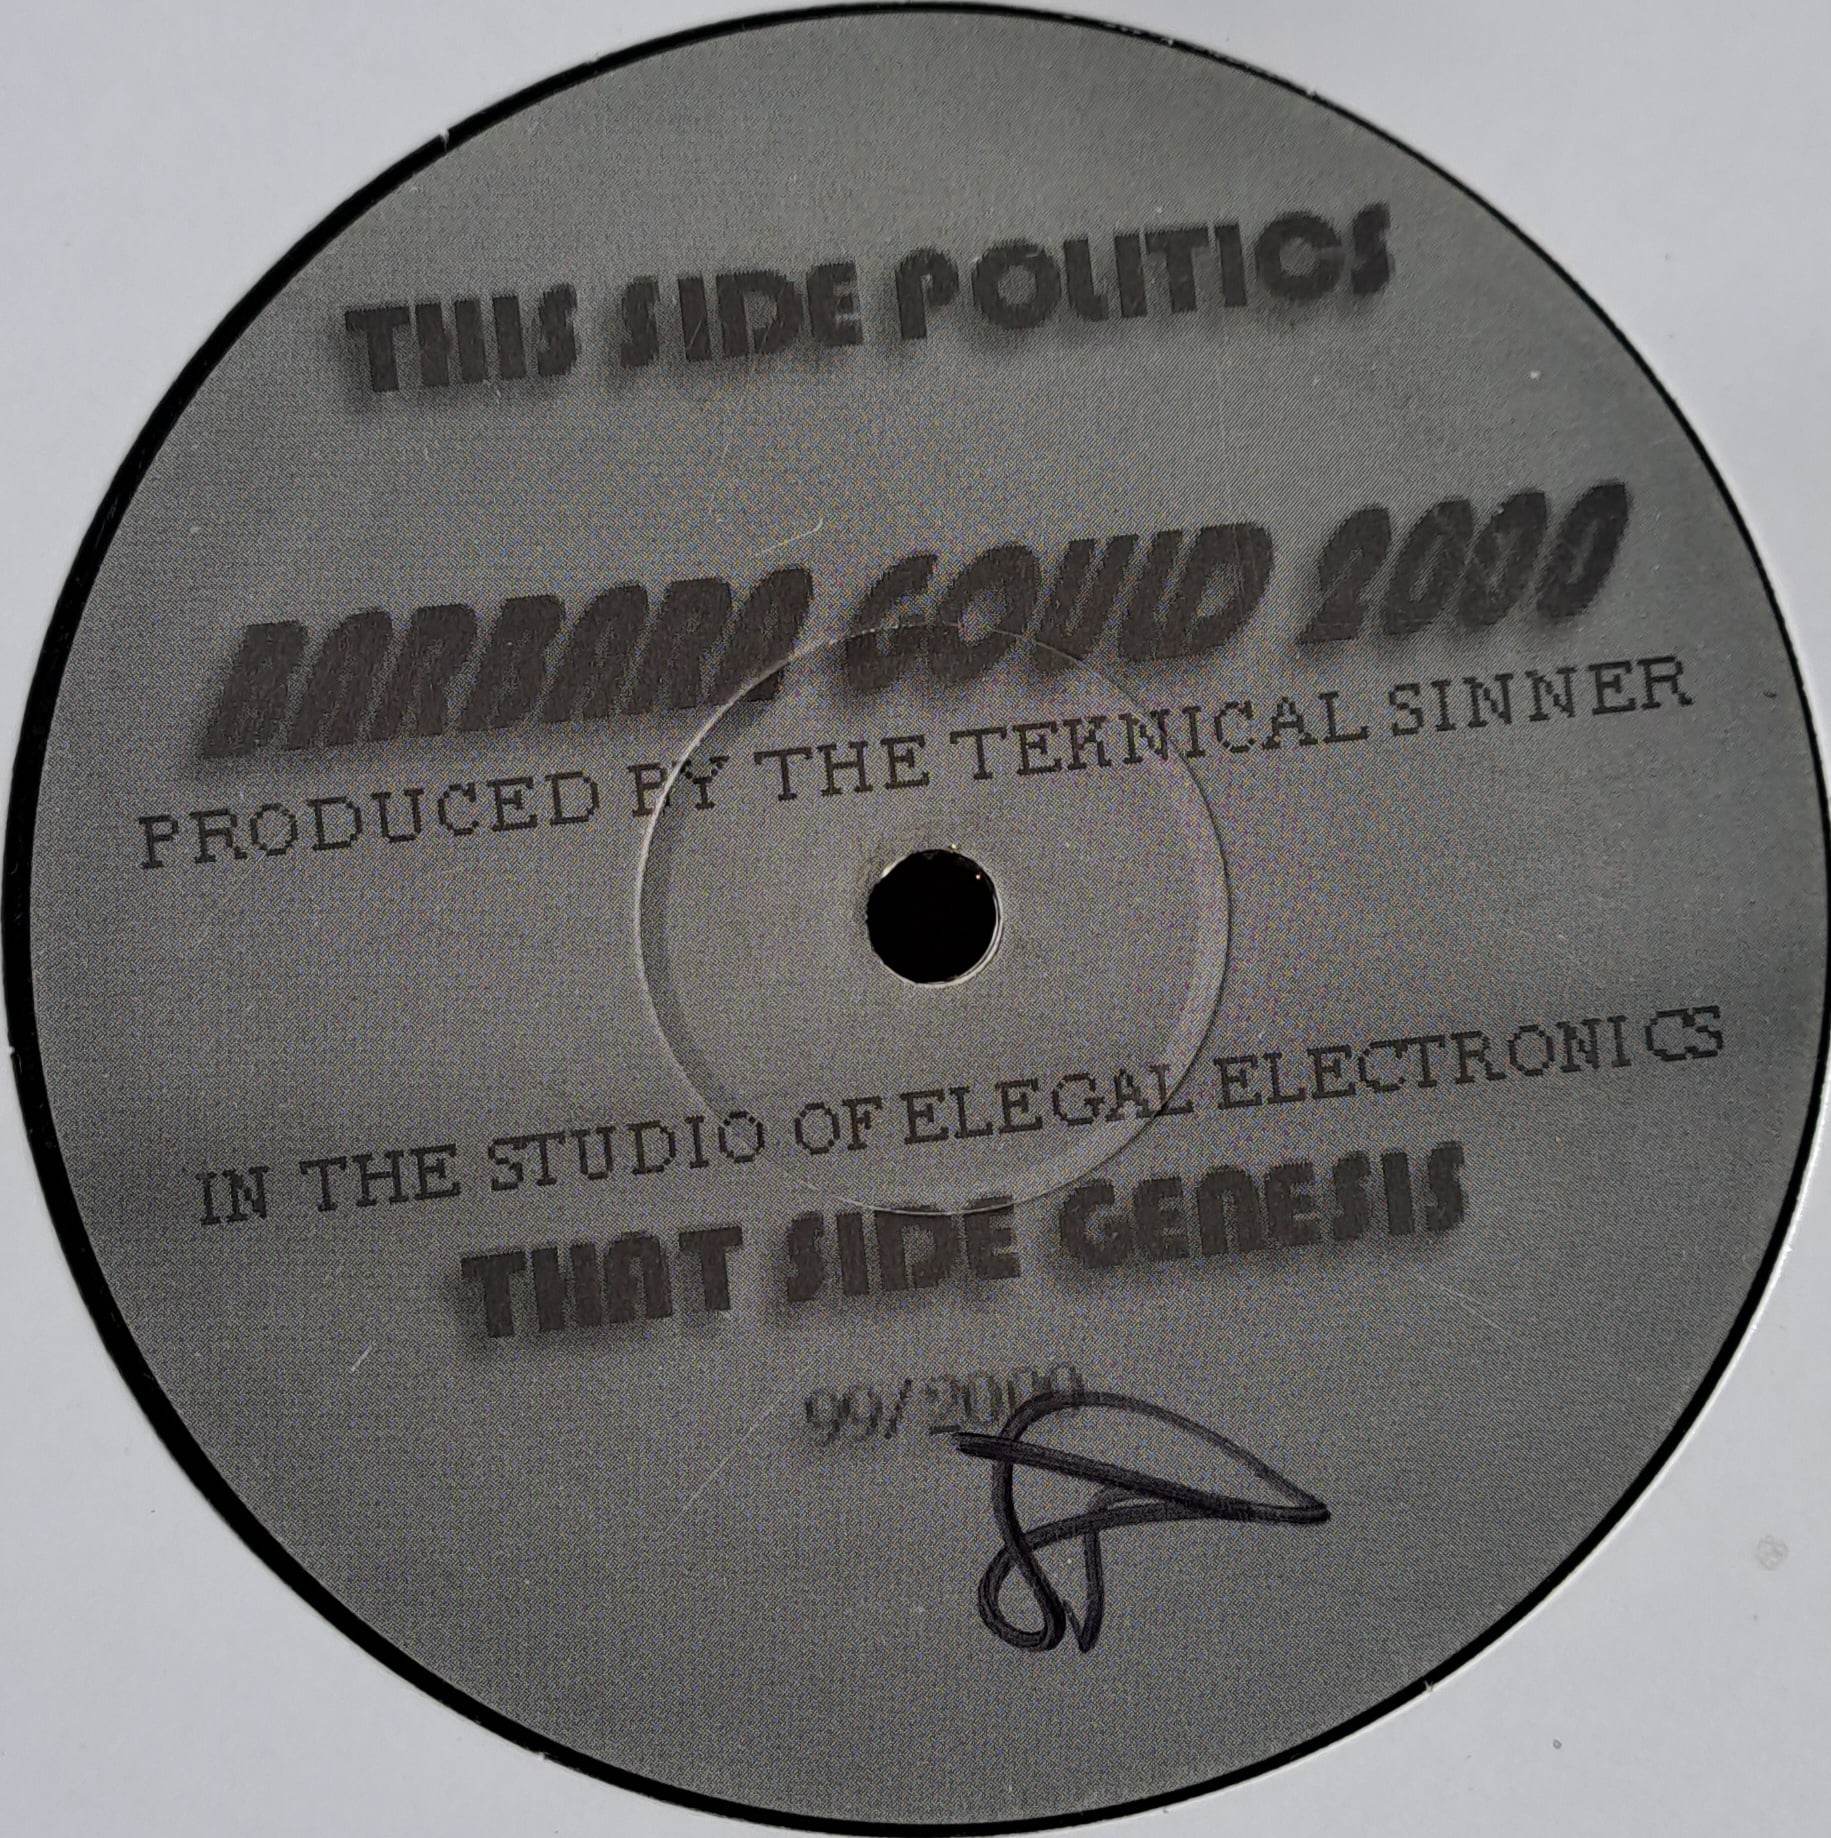 THIS SIDE POLITICS
BARBARA GOULD 2000
PRODUCED BY THE TEKNICAL SINNER
IN THE STUDIO OF ELEGAL ELECTRONICS
THAT SIDE GENESIS
99/2000